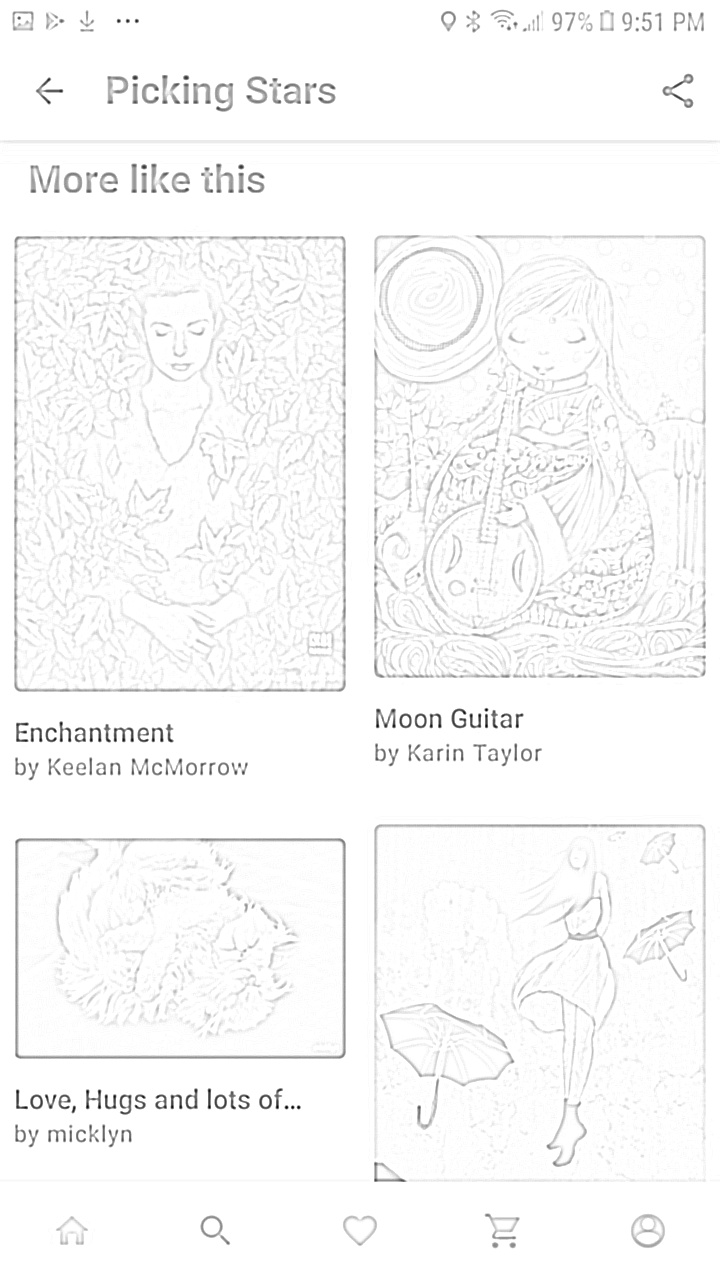 97% 9:51 PM
Picking Stars
More like this
Enchantment
by Keelan McMorrow
Moon Guitar
by Karin Taylor
Love, Hugs and lots of...
by micklyn